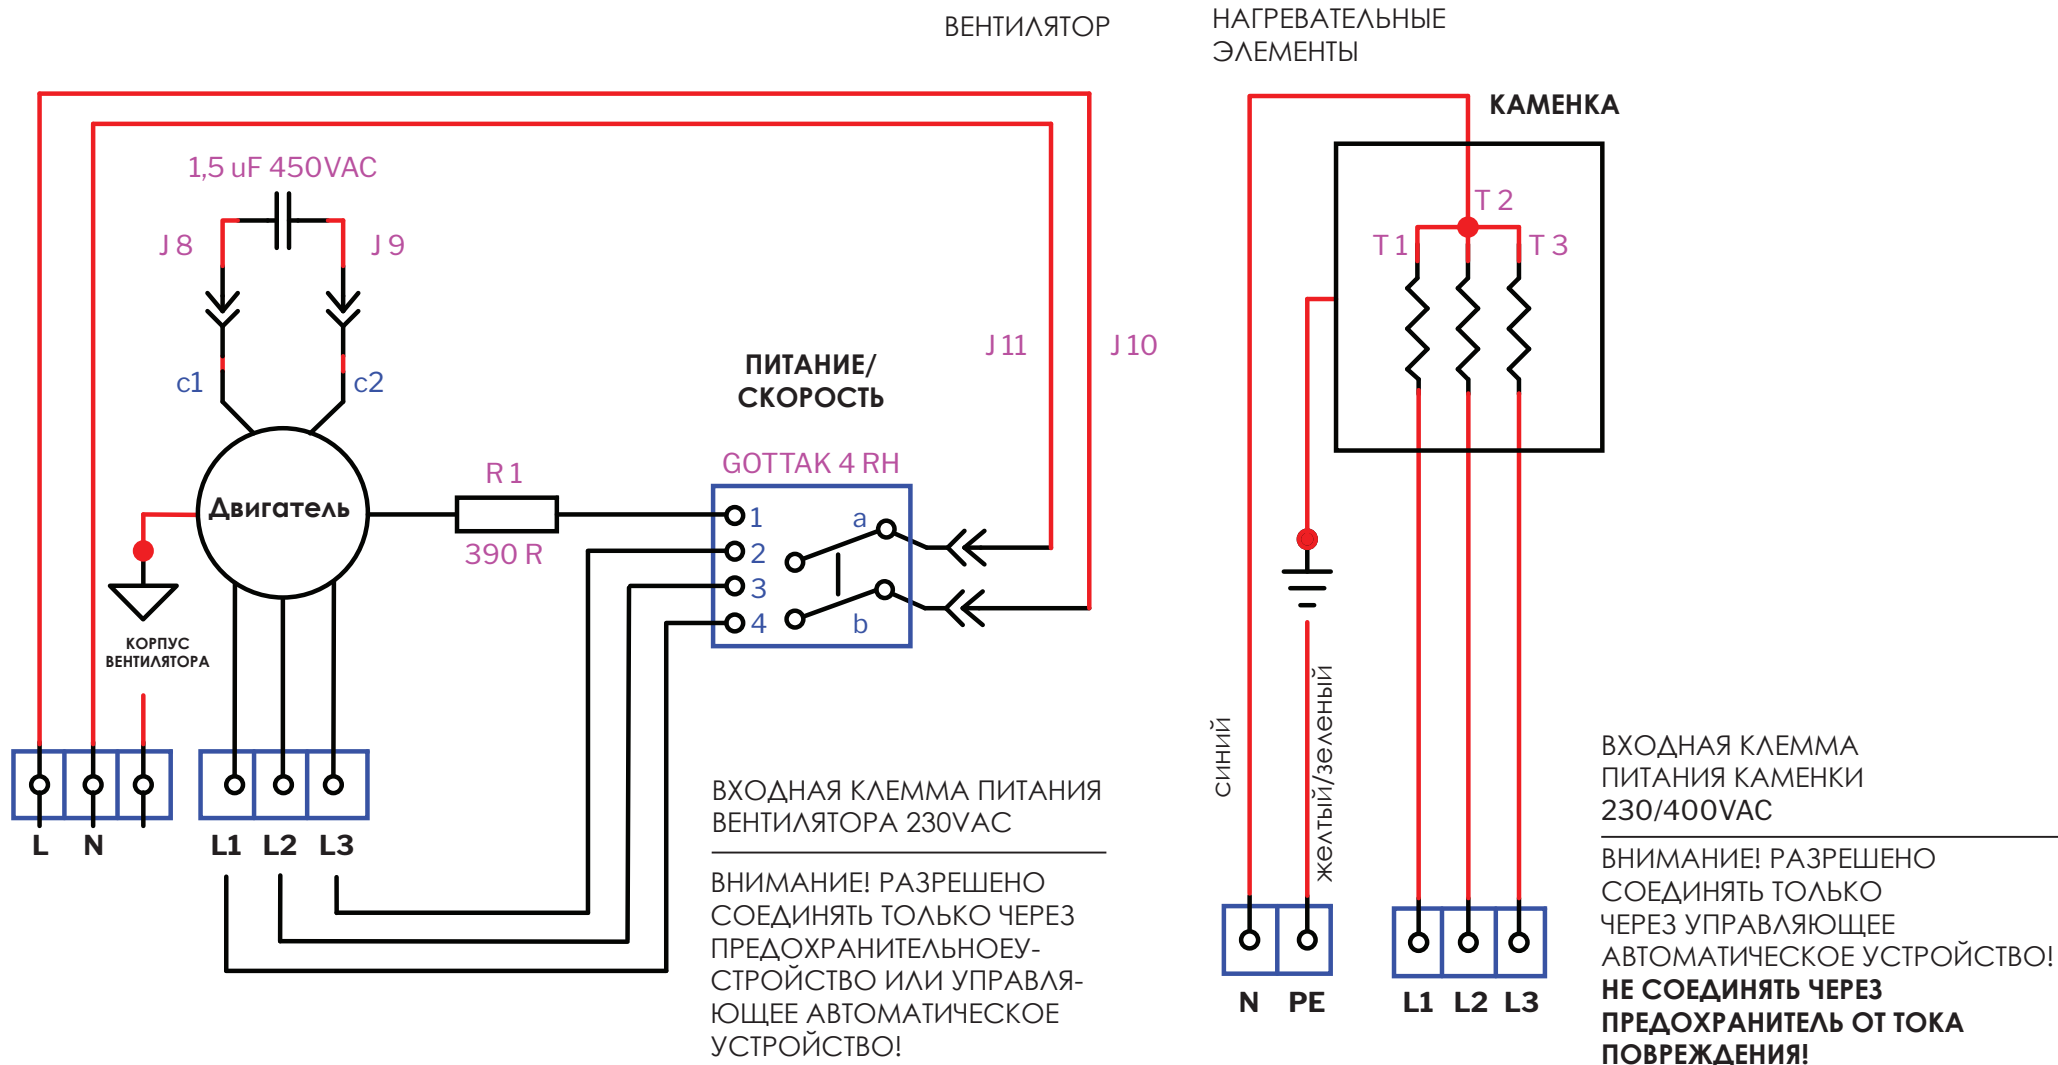 ВЕНТИЛЯТОР
НАГРЕВАТЕЛЬНЫЕ
ЭЛЕМЕНТЫ
КАМЕНКА
1,5 uF 450VAC
J 8
J 9
c1
c2
Двигатель
R 1
390 R
КОРПУС
ВЕНТИЛЯТОРА
ПИТАНИЕ/
СКОРОСТЬ
GOTTAK 4 RH
1
2
3
4
a
b
J 11
J 10
T 2
T 1
T 3
L
N
L1
L2
L3
ВХОДНАЯ КЛЕММА ПИТАНИЯ
ВЕНТИЛЯТОРА 230VAC
ВНИМАНИЕ! РАЗРЕШЕНО
СОЕДИНЯТЬ ТОЛЬКО ЧЕРЕЗ
ПРЕДОХРАНИТЕЛЬНОЕУ-
СТРОЙСТВО ИЛИ УПРАВЛЯ-
ЮЩЕЕ АВТОМАТИЧЕСКОЕ
УСТРОЙСТВО!
синий
желтый/зеленый
N
PE
L1
L2
L3
ВХОДНАЯ КЛЕММА
ПИТАНИЯ КАМЕНКИ
230/400VAC
ВНИМАНИЕ! РАЗРЕШЕНО
СОЕДИНЯТЬ ТОЛЬКО
ЧЕРЕЗ УПРАВЛЯЮЩЕЕ
АВТОМАТИЧЕСКОЕ УСТРОЙСТВО!
НЕ СОЕДИНЯТЬ ЧЕРЕЗ
ПРЕДОХРАНИТЕЛЬ ОТ ТОКА
ПОВРЕЖДЕНИЯ!